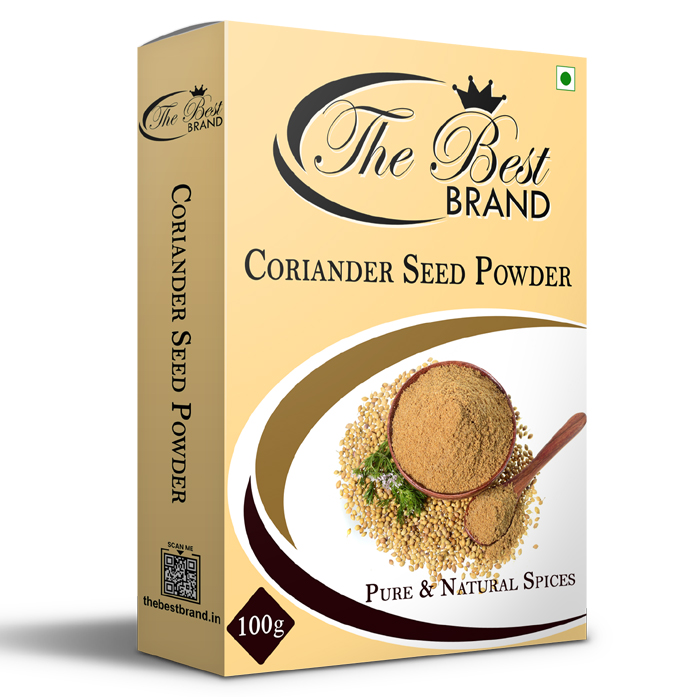 The Best
BRAND
CORIANDER SEED POWDER
PURE & NATURAL SPICES
100g
The Best
BRAND
CORIANDER SEED POWDER
SCAN ME
thebestbrand.in